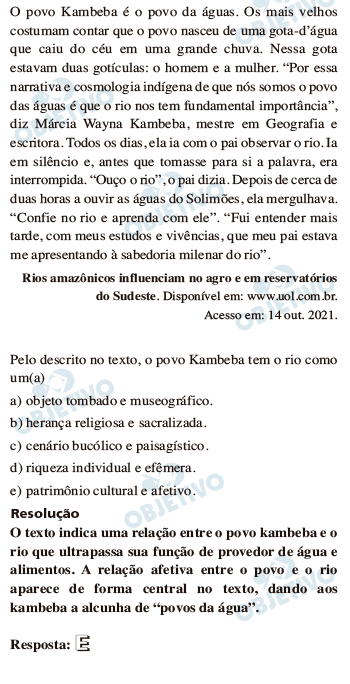 O povo Kambeba é o povo da águas. Os mais velhos
costumam contar que o povo nasceu de uma gota-d'água
que caiu do céu em uma grande chuva. Nessa gota
estavam duas gotículas: o homem e a mulher. “Por essa
narrativa e cosmologia indígena de que nós somos o povo
das águas é que o rio nos tem fundamental importância”,
diz Márcia Wayna Kambeba, mestre em Geografia e
escritora. Todos os dias, ela ia com o pai observar o rio. Ia
em silêncio e, antes que tomasse para si a palavra, era
interrompida. “Ouço o rio”, o pai dizia. Depois de cerca de
duas horas a ouvir as águas do Solimões, ela mergulhava.
“Confie no rio e aprenda com ele”. “Fui entender mais
tarde, com meus estudos e vivências, que meu pai estava
me apresentando à sabedoria milenar do rio”.
Rios amazônicos influenciam no agro e em reservatórios
do Sudeste. Disponível em: www.uol.com.br.
Acesso em: 14 out. 2021.
Pelo descrito no texto, o povo Kambeba tem o rio como
um(a)
a) objeto tombado e museográfico.
b) herança religiosa e sacralizada.
c) cenário bucólico e paisagístico.
d) riqueza individual e efêmera.
e) patrimônio cultural e afetivo.
Resolução
O texto indica uma relação entre o povo kambeba e o
rio que ultrapassa sua função de provedor de água e
alimentos. A relação afetiva entre o povo e o rio
aparece de forma central no texto, dando aos
kambeba a alcunha de “povos da água”.
Resposta: E